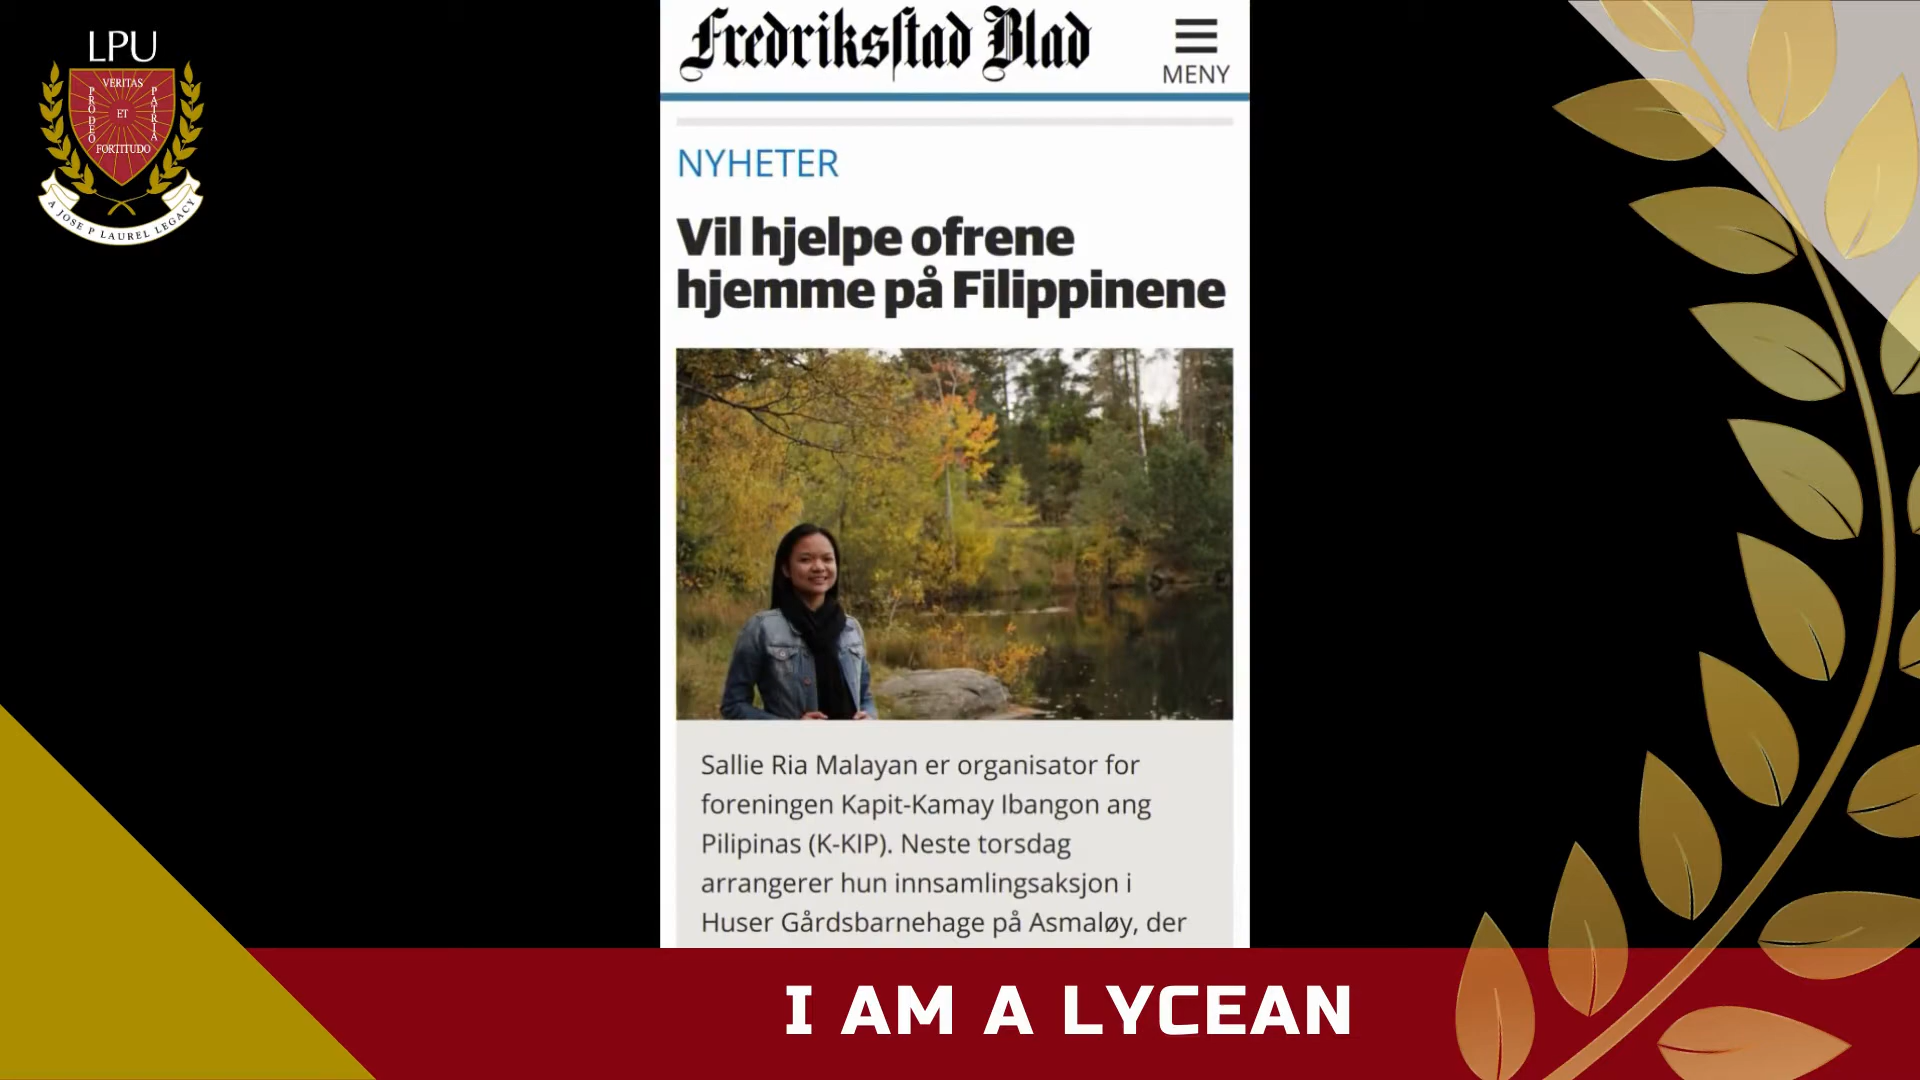 LPU
VERITAS
PRO DEO
ET
PATRIA
FORTITUDO
A JOSE P LAUREL LEGACY
Fredriksstad Blad
MENY
NYHETER
Vil hjelpe ofrene
hjemme på Filippinene
Sallie Ria Malayan er organisator for
foreningen Kapit-Kamay Ibangon ang
Pilipinas (K-KIP). Neste torsdag
arrangerer hun innsamlingsaksjon i
Huser Gårdsbarnehage på Asmaløy, der
I AM A LYCEAN